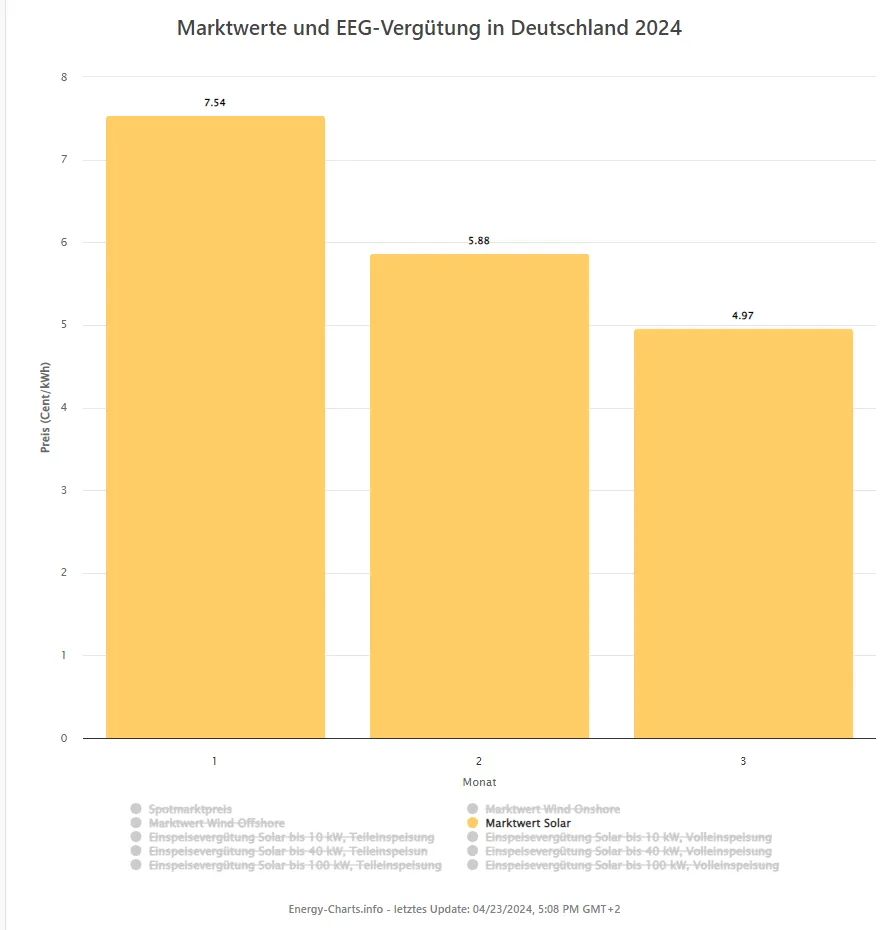 Marktwerte und EEG-Vergütung in Deutschland 2024
8
7.54
7
6
5.88
5
4.97
Preis (Cent/kWh)
4
3
2
1
0
1 2 3
Monat
Spotmarktpreis Marktwert Wind Onshore
Marktwert Wind Offshore Marktwert Solar
Einspeisevergütung Solar bis 10 kW, Teileinspeisung Einspeisevergütung Solar bis 10 kW, Volleinspeisung
Einspeisevergütung Solar bis 40 kW, Teileinspeisun Einspeisevergütung Solar bis 40 kW, Volleinspeisung
Einspeisevergütung Solar bis 100 kW, Teileinspeisung Einspeisevergütung Solar bis 100 kW, Volleinspeisung
Energy-Charts.info - letztes Update: 04/23/2024, 5:08 PM GMT+2